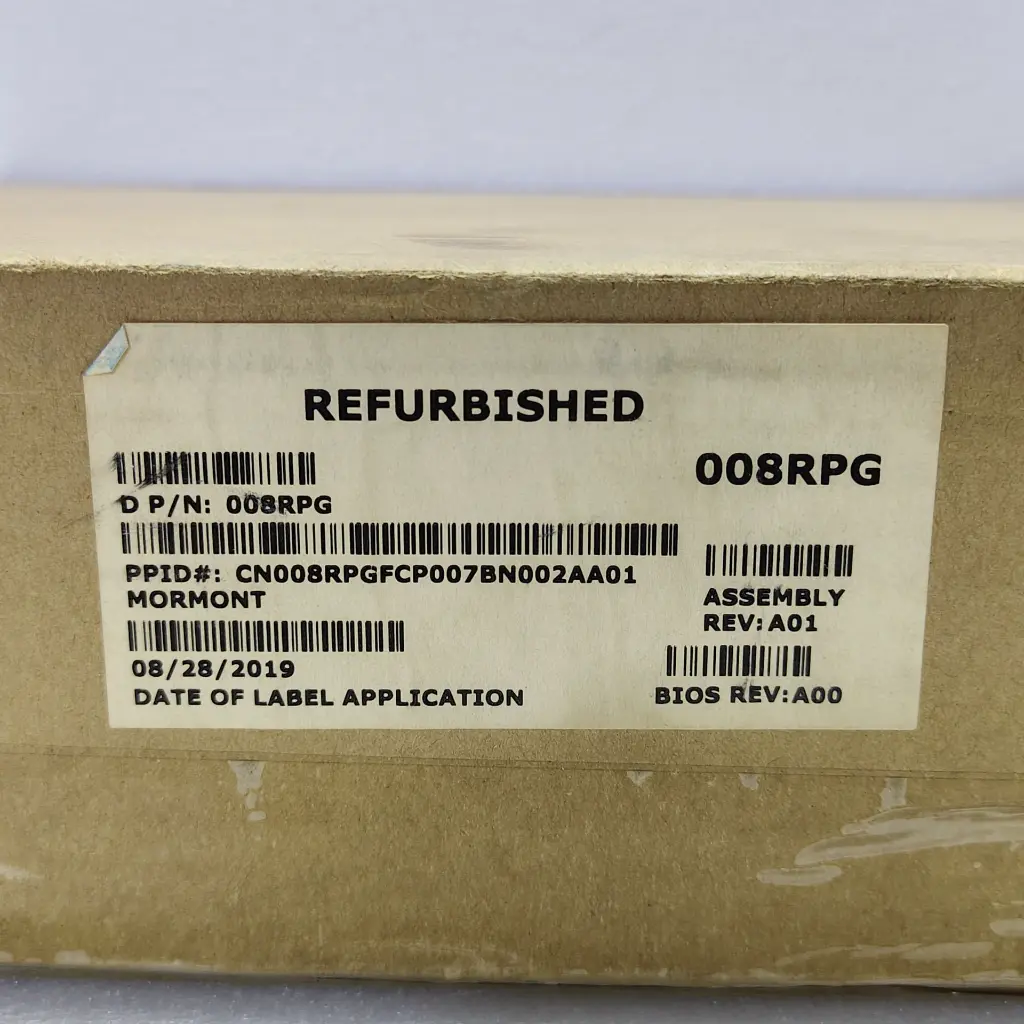 REFURBISHED
008RPG
D P/N: 008RPG
PPID#: CN008RPGFCP007BN002AA01
MORMONT
ASSEMBLY
REV:A01
08/28/2019
DATE OF LABEL APPLICATION
BIOS REV:A00